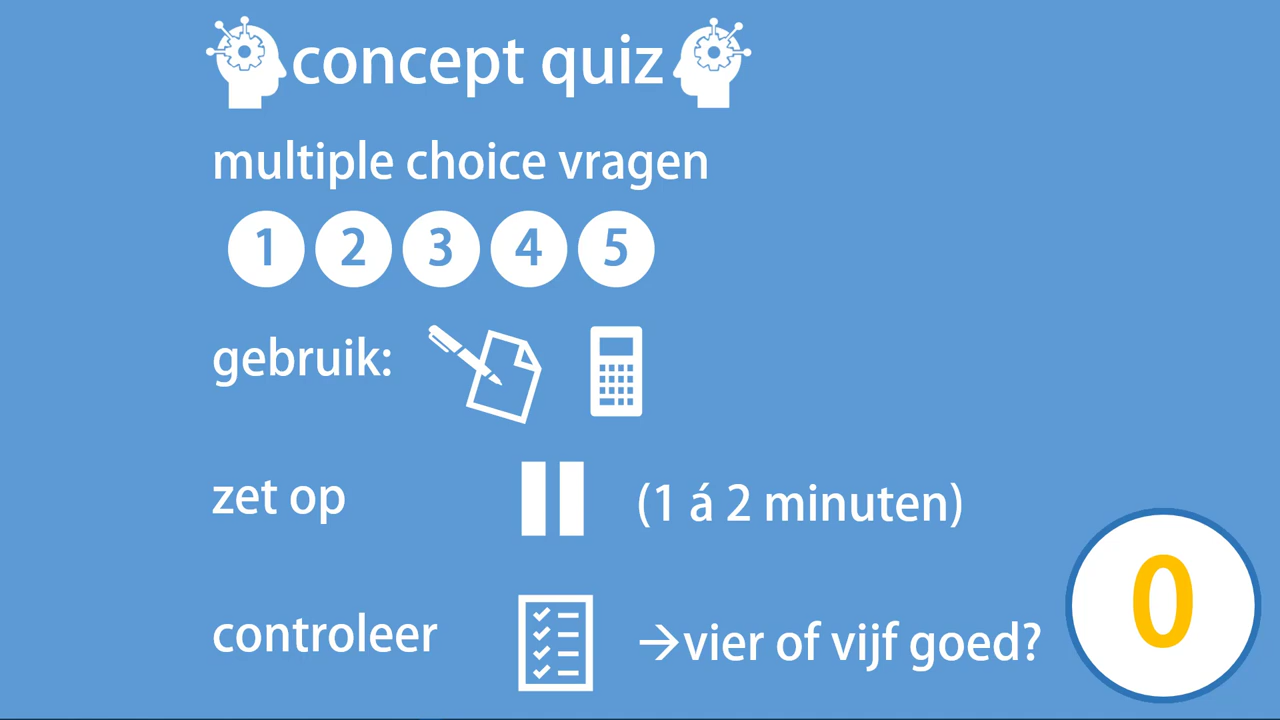 concept quiz
multiple choice vragen
1 2 3 4 5
gebruik:
zet op (1 á 2 minuten)
controleer →vier of vijf goed?
0